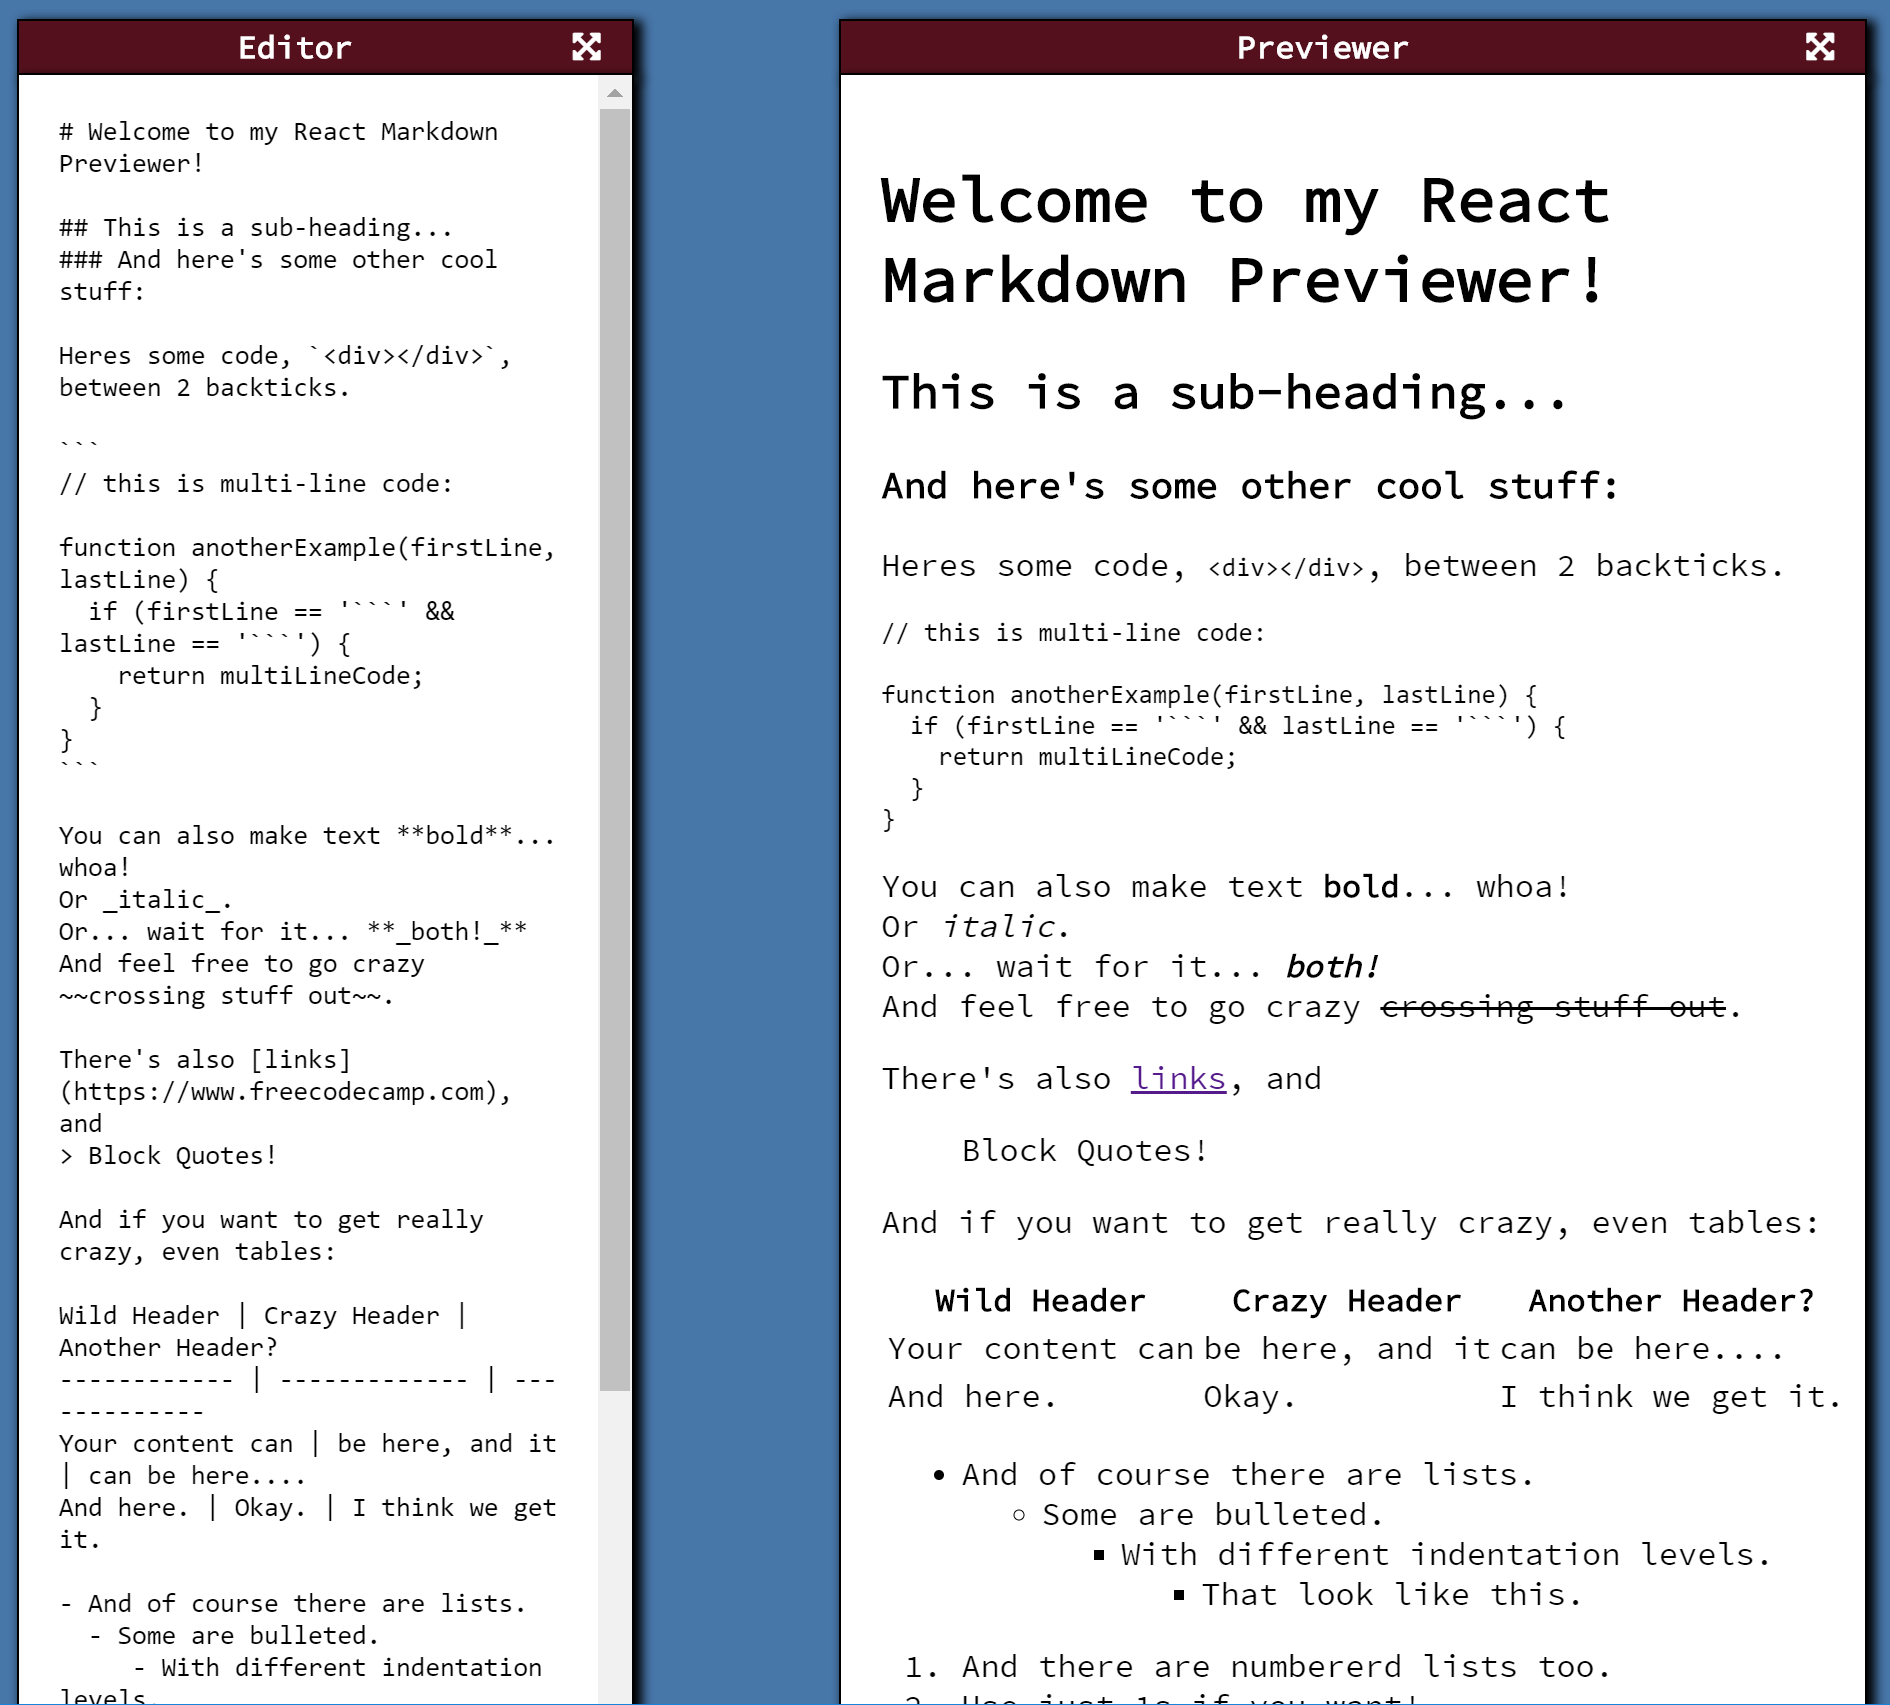 Editor
# Welcome to my React Markdown
Previewer!
## This is a sub-heading...
### And here's some other cool
stuff:
Heres some code, `<div></div>`,
between 2 backticks.
```
// this is multi-line code:
function anotherExample(firstLine,
lastLine) {
  if (firstLine == '```' &&
lastLine == '```') {
    return multiLineCode;
  }
}
```
You can also make text **bold**...
whoa!
Or _italic_.
Or... wait for it... **_both!_**
And feel free to go crazy
~~crossing stuff out~~.
There's also [links]
(https://www.freecodecamp.com),
and
> Block Quotes!
And if you want to get really
crazy, even tables:
Wild Header | Crazy Header |
Another Header?
------------ | ------------- | ---
----------
Your content can | be here, and it
| can be here....
And here. | Okay. | I think we get
it.
- And of course there are lists.
  - Some are bulleted.
     - With different indentation
levels.
Previewer
Welcome to my React
Markdown Previewer!
This is a sub-heading...
And here's some other cool stuff:
Heres some code, <div></div>, between 2 backticks.
// this is multi-line code:
function anotherExample(firstLine, lastLine) {
  if (firstLine == '```' && lastLine == '```') {
    return multiLineCode;
  }
}
You can also make text bold... whoa!
Or italic.
Or... wait for it... both!
And feel free to go crazy crossing stuff out.
There's also links, and
Block Quotes!
And if you want to get really crazy, even tables:
Wild Header Crazy Header Another Header?
Your content can be here, and it can be here....
And here. Okay. I think we get it.
• And of course there are lists.
◦ Some are bulleted.
▪ With different indentation levels.
▪ That look like this.
1. And there are numbererd lists too.
2. Use just 1s if you want!